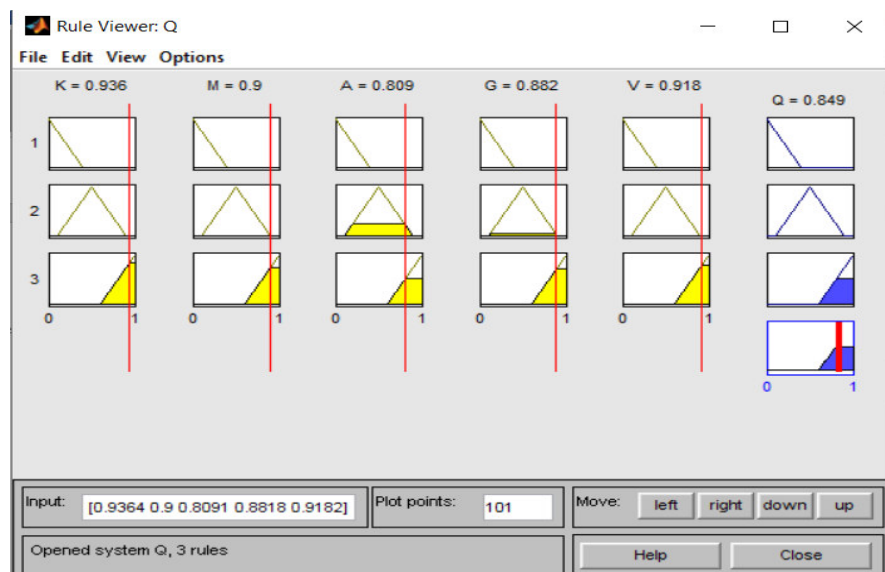 Rule Viewer: Q
File Edit View Options
K = 0.936 M = 0.9 A = 0.809 G = 0.882 V = 0.918 Q = 0.849
1
2
3
0 1 0 1 0 1 0 1 0 1
0 1
Input: [0.9364 0.9 0.8091 0.8818 0.9182] Plot points: 101 Move: left right down up
Opened system Q, 3 rules Help Close